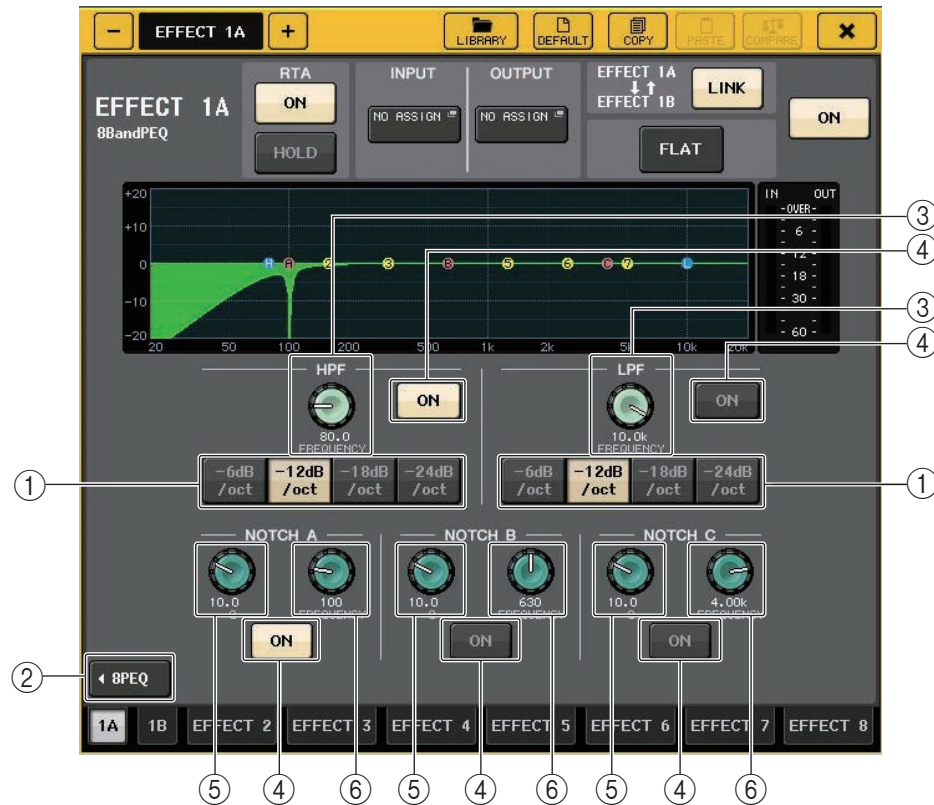 − EFFECT 1A + LIBRARY DEFAULT COPY PASTE COMPARE ×
RTA INPUT OUTPUT EFFECT 1A
EFFECT 1A ON NO ASSIGN NO ASSIGN EFFECT 1B LINK ON
8BandPEQ
HOLD FLAT
+20 IN OUT
-OVER-
③
+10 - 6 -
④
0 H A 2 3 B 5 6 C 7 L - 12 -
- 18 -
-10 - 30 -
③
-20 - 60 -
20 50 100 200 500 1k 2k 5k 10k 20k
④
HPF LPF
ON ON
80.0 10.0k
FREQUENCY FREQUENCY
① -6dB /oct -12dB /oct -18dB /oct -24dB /oct -6dB /oct -12dB /oct -18dB /oct -24dB /oct ①
NOTCH A NOTCH B NOTCH C
10.0 100 10.0 630 10.0 4.00k
Q FREQUENCY Q FREQUENCY Q FREQUENCY
ON ON ON
② 8PEQ
1A 1B EFFECT 2 EFFECT 3 EFFECT 4 EFFECT 5 EFFECT 6 EFFECT 7 EFFECT 8
⑤ ④ ⑥ ⑤ ④ ⑥ ⑤ ④ ⑥